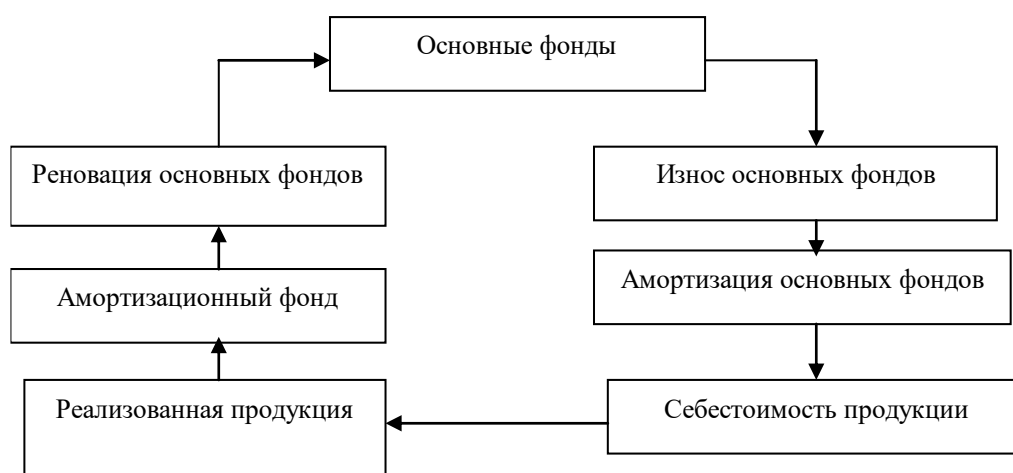 Основные фонды
Реновация основных фондов
Износ основных фондов
Амортизационный фонд
Амортизация основных фондов
Реализованная продукция
Себестоимость продукции